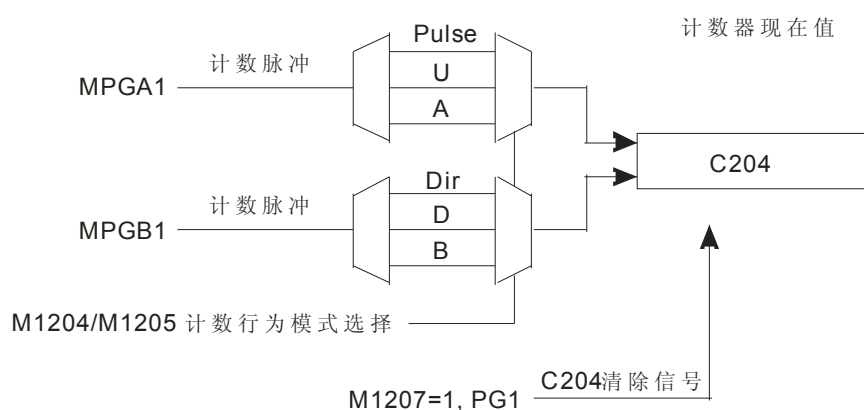 计数器现在值
Pulse
计数脉冲
U
MPGA1
A
C204
Dir
计数脉冲
D
MPGB1
B
M1204/M1205 计数行为模式选择
C204清除信号
M1207=1, PG1